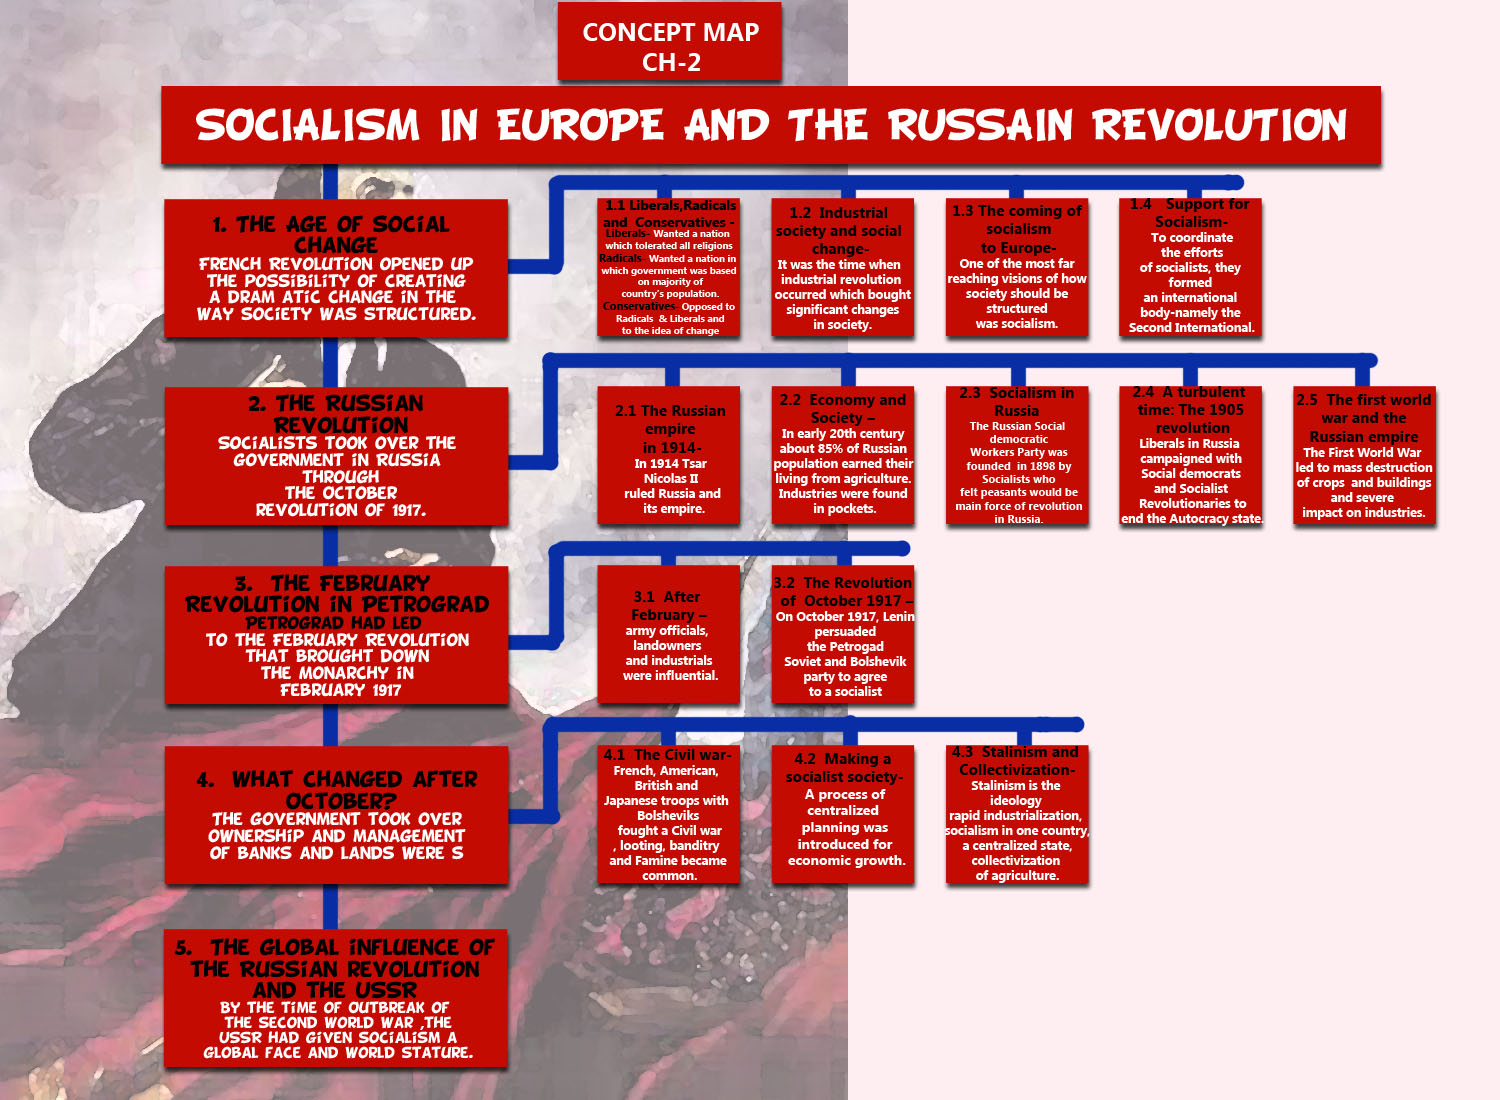 CONCEPT MAP
CH-2
SOCIALISM IN EUROPE AND THE RUSSAIN REVOLUTION
1. THE AGE OF SOCIAL
CHANGE
FRENCH REVOLUTION OPENED UP
THE POSSIBILITY OF CREATING
A DRAM ATIC CHANGE IN THE
WAY SOCIETY WAS STRUCTURED.
1.1 Liberals,Radicals
and Conservatives -
Liberals- Wanted a nation
which tolerated all religions
Radicals- Wanted a nation in
which government was based
on majority of
country's population.
Conservatives- Opposed to
Radicals & Liberals and
to the idea of change
1.2 Industrial
society and social
change-
It was the time when
industrial revolution
occurred which bought
significant changes
in society.
1.3 The coming of
socialism
to Europe-
One of the most far
reaching visions of how
society should be
structured
was socialism.
1.4 Support for
Socialism-
To coordinate
the efforts
of socialists, they
formed
an international
body-namely the
Second International.
2. THE RUSSIAN
REVOLUTION
SOCIALISTS TOOK OVER THE
GOVERNMENT IN RUSSIA
THROUGH
THE OCTOBER
REVOLUTION OF 1917.
2.1 The Russian
empire
in 1914-
In 1914 Tsar
Nicolas II
ruled Russia and
its empire.
2.2 Economy and
Society –
In early 20th century
about 85% of Russian
population earned their
living from agriculture.
Industries were found
in pockets.
2.3 Socialism in
Russia
The Russian Social
democratic
Workers Party was
founded in 1898 by
Socialists who
felt peasants would be
main force of revolution
in Russia.
2.4 A turbulent
time: The 1905
revolution
Liberals in Russia
campaigned with
Social democrats
and Socialist
Revolutionaries to
end the Autocracy state.
2.5 The first world
war and the
Russian empire
The First World War
led to mass destruction
of crops and buildings
and severe
impact on industries.
3. THE FEBRUARY
REVOLUTION IN PETROGRAD
PETROGRAD HAD LED
TO THE FEBRUARY REVOLUTION
THAT BROUGHT DOWN
THE MONARCHY IN
FEBRUARY 1917
3.1 After
February –
army officials,
landowners
and industrials
were influential.
3.2 The Revolution
of October 1917 –
On October 1917, Lenin
persuaded
the Petrogad
Soviet and Bolshevik
party to agree
to a socialist
4. WHAT CHANGED AFTER
OCTOBER?
THE GOVERNMENT TOOK OVER
OWNERSHIP AND MANAGEMENT
OF BANKS AND LANDS WERE S
4.1 The Civil war-
French, American,
British and
Japanese troops with
Bolsheviks
fought a Civil war
, looting, banditry
and Famine became
common.
4.2 Making a
socialist society-
A process of
centralized
planning was
introduced for
economic growth.
4.3 Stalinism and
Collectivization-
Stalinism is the
ideology
rapid industrialization,
socialism in one country,
a centralized state,
collectivization
of agriculture.
5. THE GLOBAL INFLUENCE OF
THE RUSSIAN REVOLUTION
AND THE USSR
BY THE TIME OF OUTBREAK OF
THE SECOND WORLD WAR ,THE
USSR HAD GIVEN SOCIALISM A
GLOBAL FACE AND WORLD STATURE.